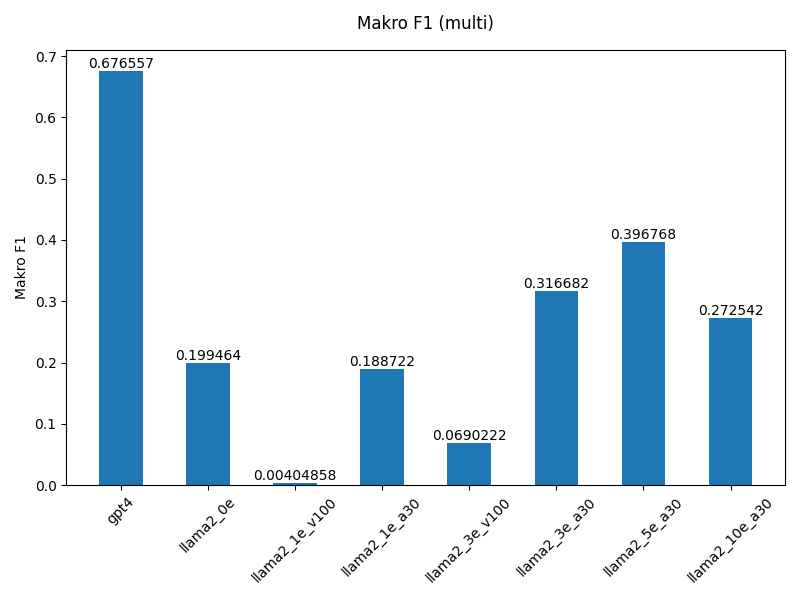 Makro F1 (multi)
0.7
0.6
0.5
0.4
0.3
0.2
0.1
0.0
Makro F1
0.676557
0.199464
0.00404858
0.188722
0.0690222
0.316682
0.396768
0.272542
gpt4
llama2_0e
llama2_1e_v100
llama2_1e_a30
llama2_3e_v100
llama2_3e_a30
llama2_5e_a30
llama2_10e_a30